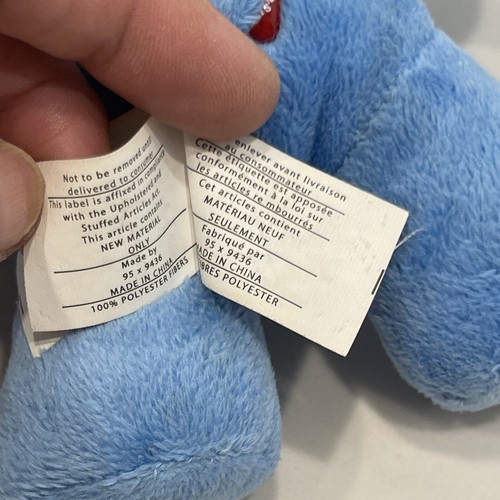 Not to be removed until
delivered to consumer
This label is affixed in compliance
with the Upholstered and
Stuffed Articles Act.
This article contains
NEW MATERIAL
ONLY
Made by
95 x 9436
MADE IN CHINA
100% POLYESTER FIBERS
enlever avant livraison
au consommateur
Cette étiquette est apposée
conformément à la loi sur
les articles rembourrés
Cet articles contient
MATERIAU NEUF
SEULEMENT
Fabriqué par
95 x 9436
MADE IN CHINA
POLYESTER